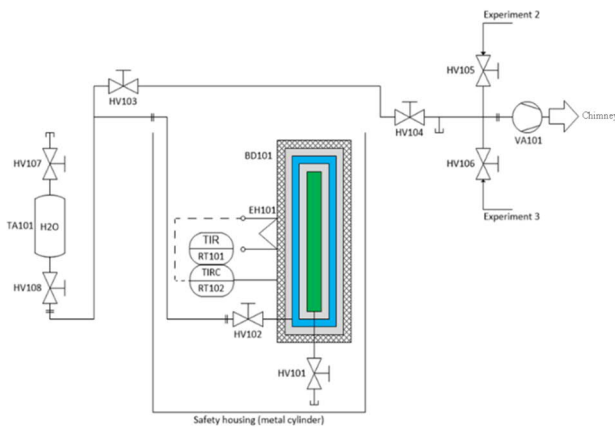 Experiment 2
HV103
HV105
HV104
VA101
Chimney
HV107
BD101
HV106
TA101
H2O
EH101
Experiment 3
TIR
RT101
TIRC
RT102
HV108
HV102
HV101
Safety housing (metal cylinder)